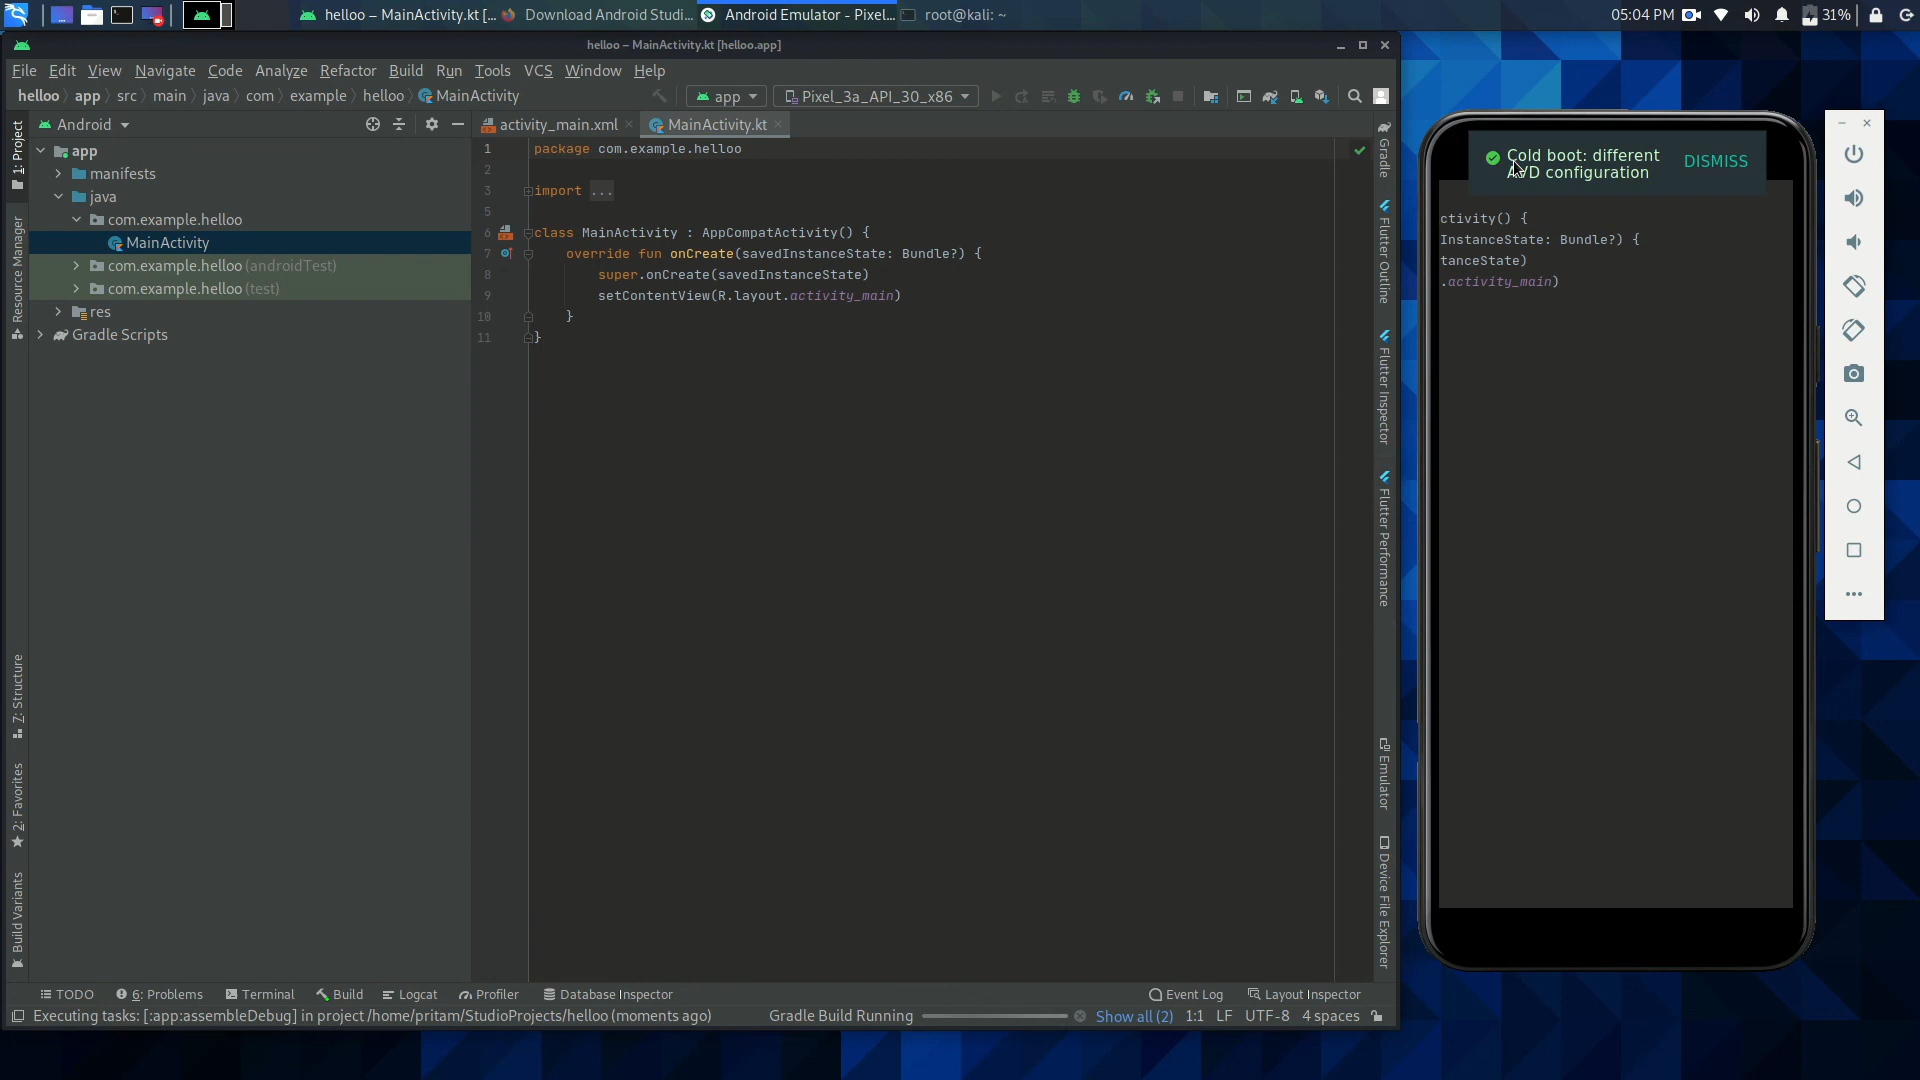 helloo – MainActivity.kt [...
Download Android Studi...
Android Emulator - Pixel...
root@kali: ~
05:04 PM
31%
helloo – MainActivity.kt [helloo.app]
File Edit View Navigate Code Analyze Refactor Build Run Tools VCS Window Help
helloo app src main java com example helloo MainActivity
app
Pixel_3a_API_30_x86
Android
activity_main.xml
MainActivity.kt
1: Project
Resource Manager
7: Structure
2: Favorites
Build Variants
app
manifests
java
com.example.helloo
MainActivity
com.example.helloo (androidTest)
com.example.helloo (test)
res
Gradle Scripts
1 package com.example.helloo
2
3 import ...
5
6 class MainActivity : AppCompatActivity() {
7 override fun onCreate(savedInstanceState: Bundle?) {
8 super.onCreate(savedInstanceState)
9 setContentView(R.layout.activity_main)
10 }
11 }
Gradle
Flutter Outline
Flutter Inspector
Flutter Performance
Emulator
Device File Explorer
Cold boot: different
AVD configuration
DISMISS
ctivity() {
InstanceState: Bundle?) {
tanceState)
.activity_main)
TODO
6: Problems
Terminal
Build
Logcat
Profiler
Database Inspector
Event Log
Layout Inspector
Executing tasks: [:app:assembleDebug] in project /home/pritam/StudioProjects/helloo (moments ago)
Gradle Build Running
Show all (2)
1:1 LF UTF-8 4 spaces